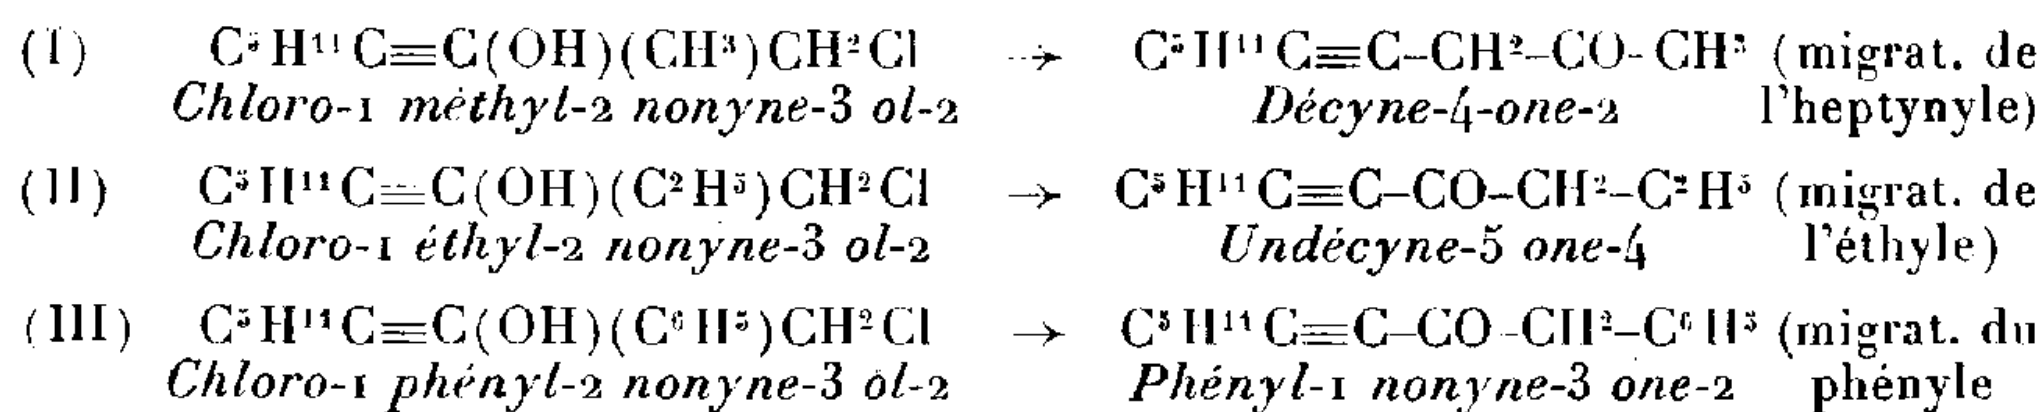 (I) C⁵H¹¹C≡C(OH)(CH³)CH²Cl → C⁵H¹¹C≡C–CH²–CO-CH³ (migrat. de
Chloro-1 méthyl-2 nonyne-3 ol-2 Décyne-4-one-2 l'heptynyle)
(II) C⁵H¹¹C≡C(OH)(C²H⁵)CH²Cl → C⁵H¹¹C≡C–CO–CH²–C²H⁵ (migrat. de
Chloro-1 éthyl-2 nonyne-3 ol-2 Undécyne-5 one-4 l'éthyle)
(III) C⁵H¹¹C≡C(OH)(C⁶H⁵)CH²Cl → C⁵H¹¹C≡C–CO-CH²–C⁶H⁵ (migrat. du
Chloro-1 phényl-2 nonyne-3 ol-2 Phényl-1 nonyne-3 one-2 phényle